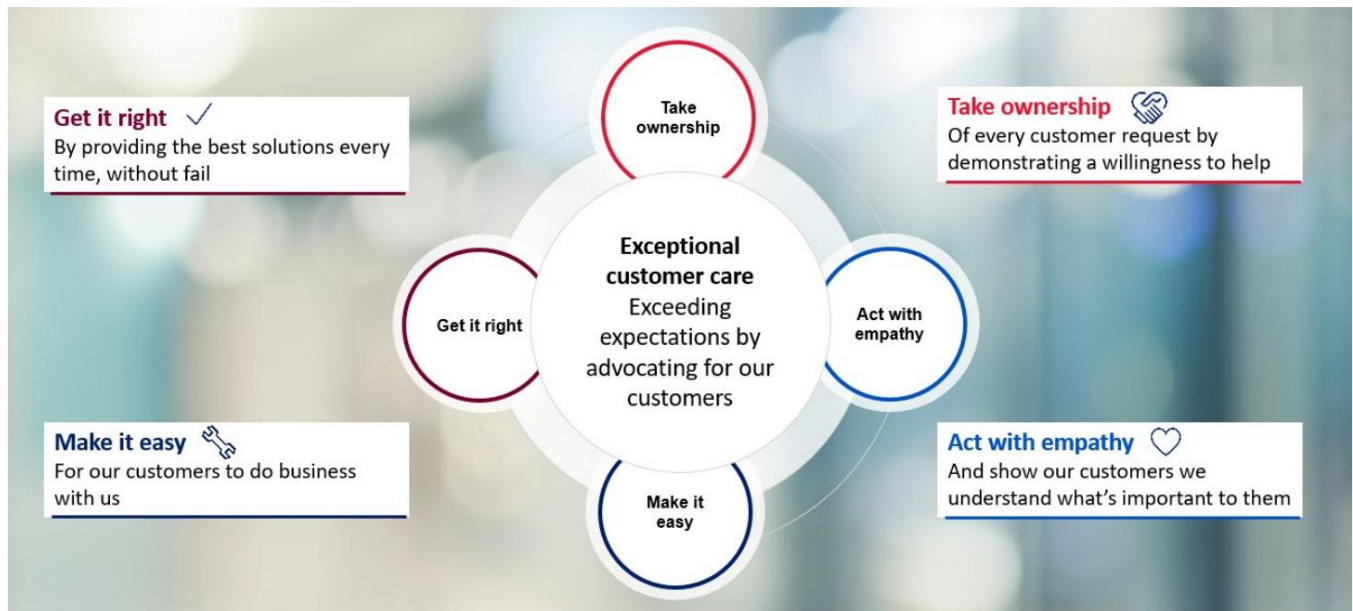 Get it right
By providing the best solutions every
time, without fail
Take
ownership
Take ownership
Of every customer request by
demonstrating a willingness to help
Exceptional
customer care
Exceeding
expectations by
advocating for our
customers
Get it right
Act with
empathy
Make it easy
For our customers to do business
with us
Make it
easy
Act with empathy
And show our customers we
understand what’s important to them